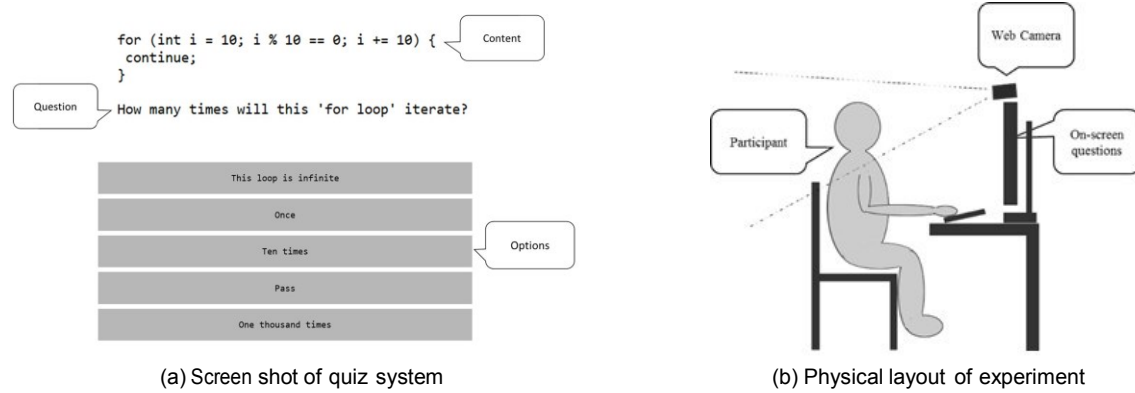 for (int i = 10; i % 10 == 0; i += 10) {
continue;
}
Content
Question
How many times will this 'for loop' iterate?
This loop is infinite
Once
Ten times
Pass
One thousand times
Options
(a) Screen shot of quiz system
Web Camera
Participant
On-screen
questions
(b) Physical layout of experiment